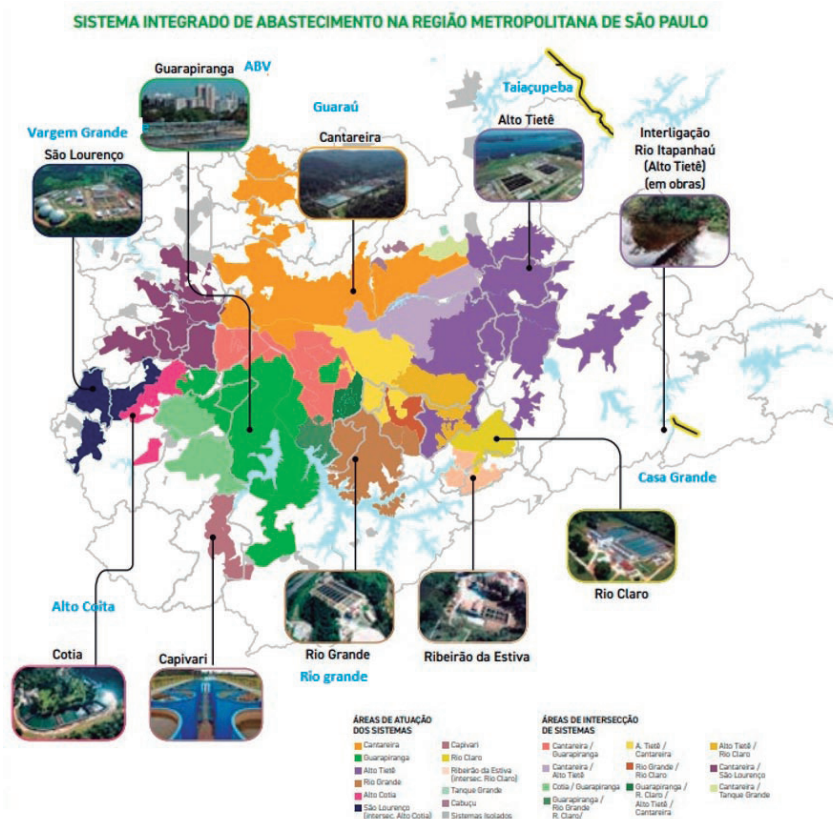 SISTEMA INTEGRADO DE ABASTECIMENTO NA REGIÃO METROPOLITANA DE SÃO PAULO
Guarapiranga
ABV
Guaraú
Cantareira
Taiaçupeba
Alto Tietê
Interligação
Rio Itapanhaú
(Alto Tietê)
(em obras)
Vargem Grande
São Lourenço
Casa Grande
Rio Claro
Alto Coita
Cotia
Capivari
Rio Grande
Rio grande
Ribeirão da Estiva
ÁREAS DE ATUAÇÃO
DOS SISTEMAS
Cantareira
Guarapiranga
Alto Tietê
Rio Grande
Alto Cotia
São Lourenço
(intersec. Alto Cotia)
Capivari
Rio Claro
Ribeirão da Estiva
(intersec. Rio Claro)
Tanque Grande
Cabuçu
Sistemas Isolados
ÁREAS DE INTERSECÇÃO
DE SISTEMAS
Cantareira /
Guarapiranga
Cantareira /
Alto Tietê
Cotia / Guarapiranga
Guarapiranga /
Rio Grande
R. Claro /
A. Tietê /
Cantareira
Rio Grande /
Rio Claro
Guarapiranga /
R. Claro /
Alto Tietê /
Cantareira
Alto Tietê /
Rio Claro
Cantareira /
São Lourenço
Cantareira /
Tanque Grande